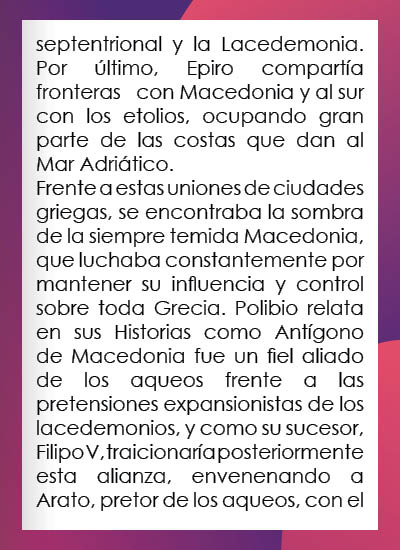 septentrional y la Lacedemonia.
Por último, Epiro compartía
fronteras con Macedonia y al sur
con los etolios, ocupando gran
parte de las costas que dan al
Mar Adriático.
Frente a estas uniones de ciudades
griegas, se encontraba la sombra
de la siempre temida Macedonia,
que luchaba constantemente por
mantener su influencia y control
sobre toda Grecia. Polibio relata
en sus Historias como Antígono
de Macedonia fue un fiel aliado
de los aqueos frente a las
pretensiones expansionistas de los
lacedemonios, y como su sucesor,
Filipo V, traicionaría posteriormente
esta alianza, envenenando a
Arato, pretor de los aqueos, con el